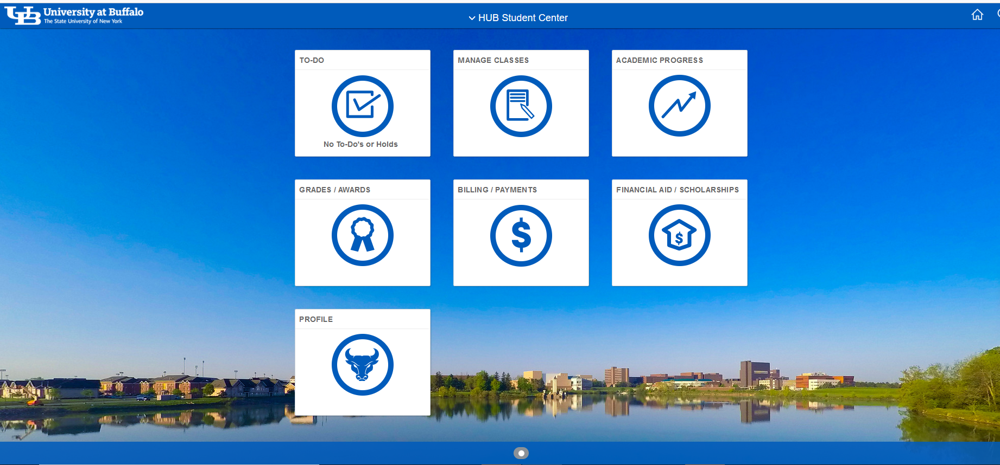 UB University at Buffalo
The State University of New York
HUB Student Center
TO-DO
No To-Do's or Holds
MANAGE CLASSES
ACADEMIC PROGRESS
GRADES / AWARDS
BILLING / PAYMENTS
$
FINANCIAL AID / SCHOLARSHIPS
$
PROFILE